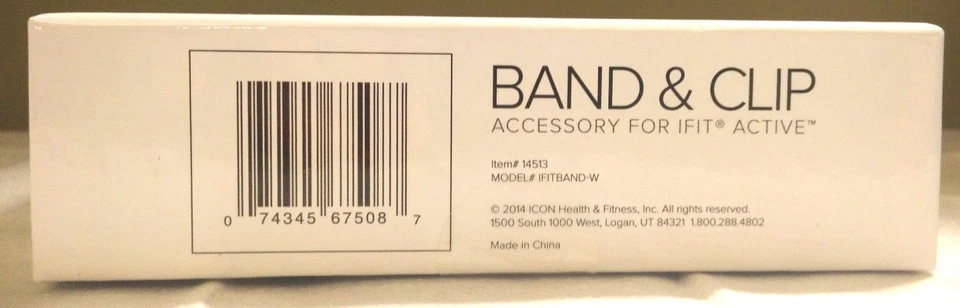 BAND & CLIP
ACCESSORY FOR IFIT® ACTIVE™
Item# 14513
MODEL# IFITBAND-W
© 2014 ICON Health & Fitness, Inc. All rights reserved.
1500 South 1000 West, Logan, UT 84321 1.800.288.4802
Made in China
0 74345 67508 7